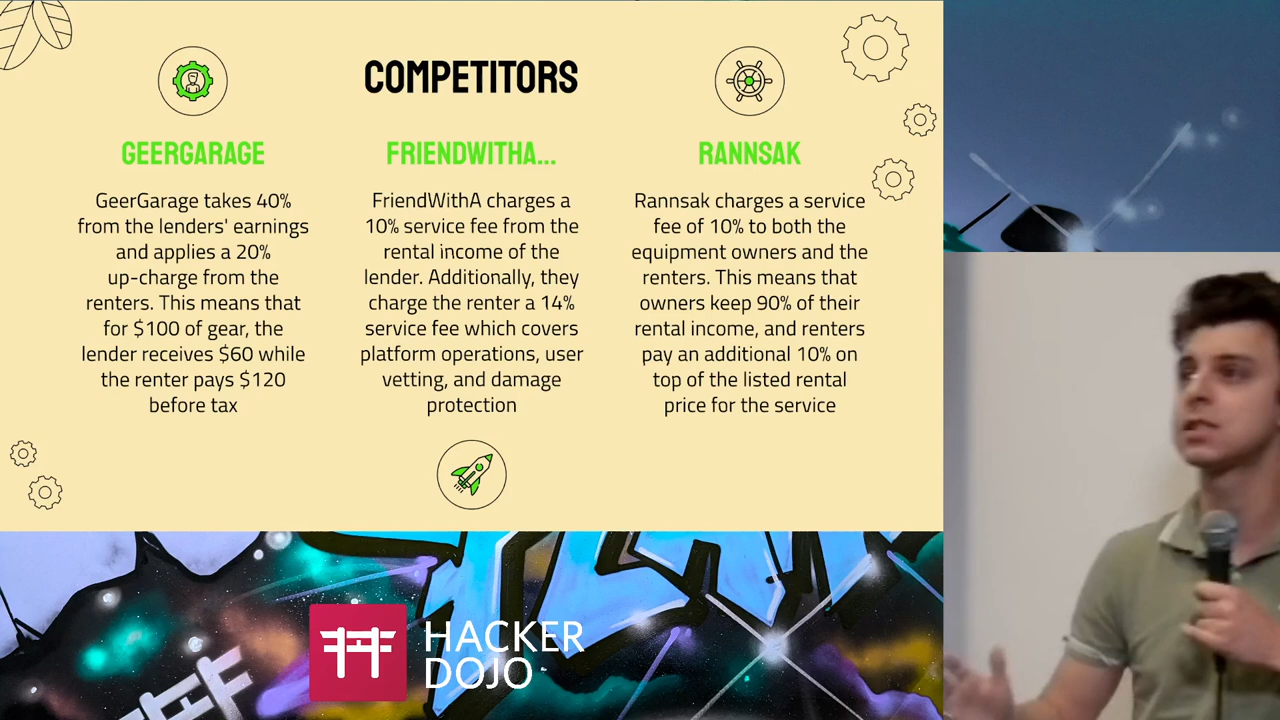 COMPETITORS
GEERGARAGE
GeerGarage takes 40%
from the lenders' earnings
and applies a 20%
up-charge from the
renters. This means that
for $100 of gear, the
lender receives $60 while
the renter pays $120
before tax
FRIENDWITHA...
FriendWithA charges a
10% service fee from the
rental income of the
lender. Additionally, they
charge the renter a 14%
service fee which covers
platform operations, user
vetting, and damage
protection
RANNSAK
Rannsak charges a service
fee of 10% to both the
equipment owners and the
renters. This means that
owners keep 90% of their
rental income, and renters
pay an additional 10% on
top of the listed rental
price for the service
HACKER
DOJO